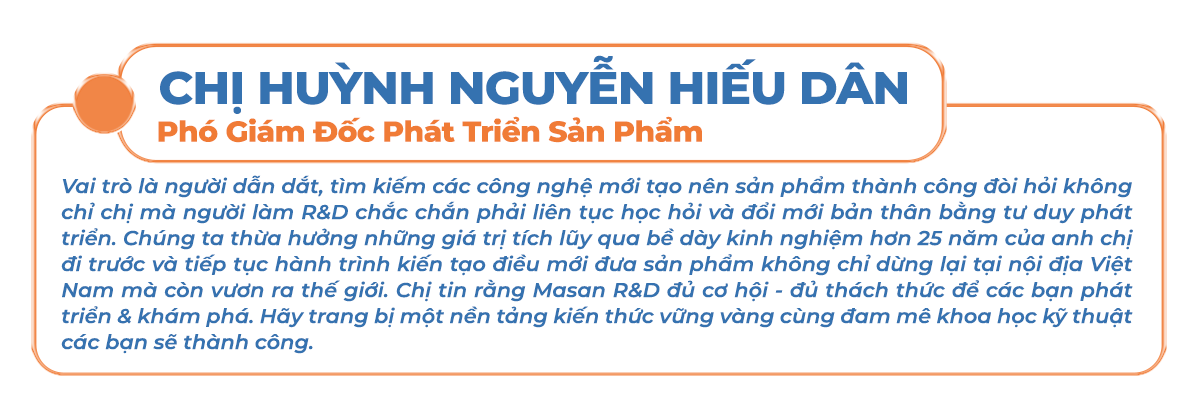 CHỊ HUỲNH NGUYỄN HIẾU DÂN
Phó Giám Đốc Phát Triển Sản Phẩm
Vai trò là người dẫn dắt, tìm kiếm các công nghệ mới tạo nên sản phẩm thành công đòi hỏi không
chỉ chị mà người làm R&D chắc chắn phải liên tục học hỏi và đổi mới bản thân bằng tư duy phát
triển. Chúng ta thừa hưởng những giá trị tích lũy qua bề dày kinh nghiệm hơn 25 năm của anh chị
đi trước và tiếp tục hành trình kiến tạo điều mới đưa sản phẩm không chỉ dừng lại tại nội địa Việt
Nam mà còn vươn ra thế giới. Chị tin rằng Masan R&D đủ cơ hội - đủ thách thức để các bạn phát
triển & khám phá. Hãy trang bị một nền tảng kiến thức vững vàng cùng đam mê khoa học kỹ thuật
các bạn sẽ thành công.